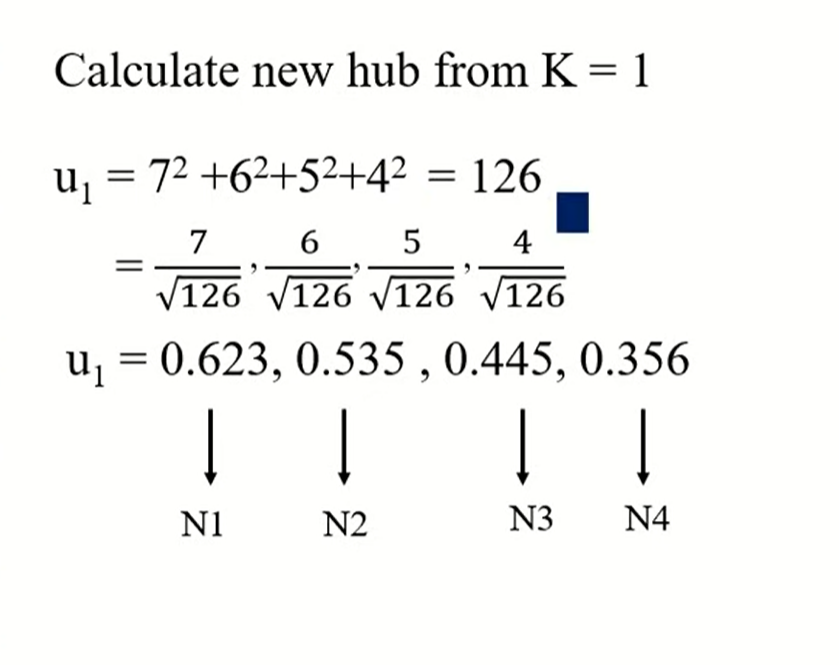 Calculate new hub from K = 1
u₁ = 7² +6²+5²+4² = 126
= 7/√126 , 6/√126 , 5/√126 , 4/√126
u₁ = 0.623, 0.535 , 0.445, 0.356
N1 N2 N3 N4